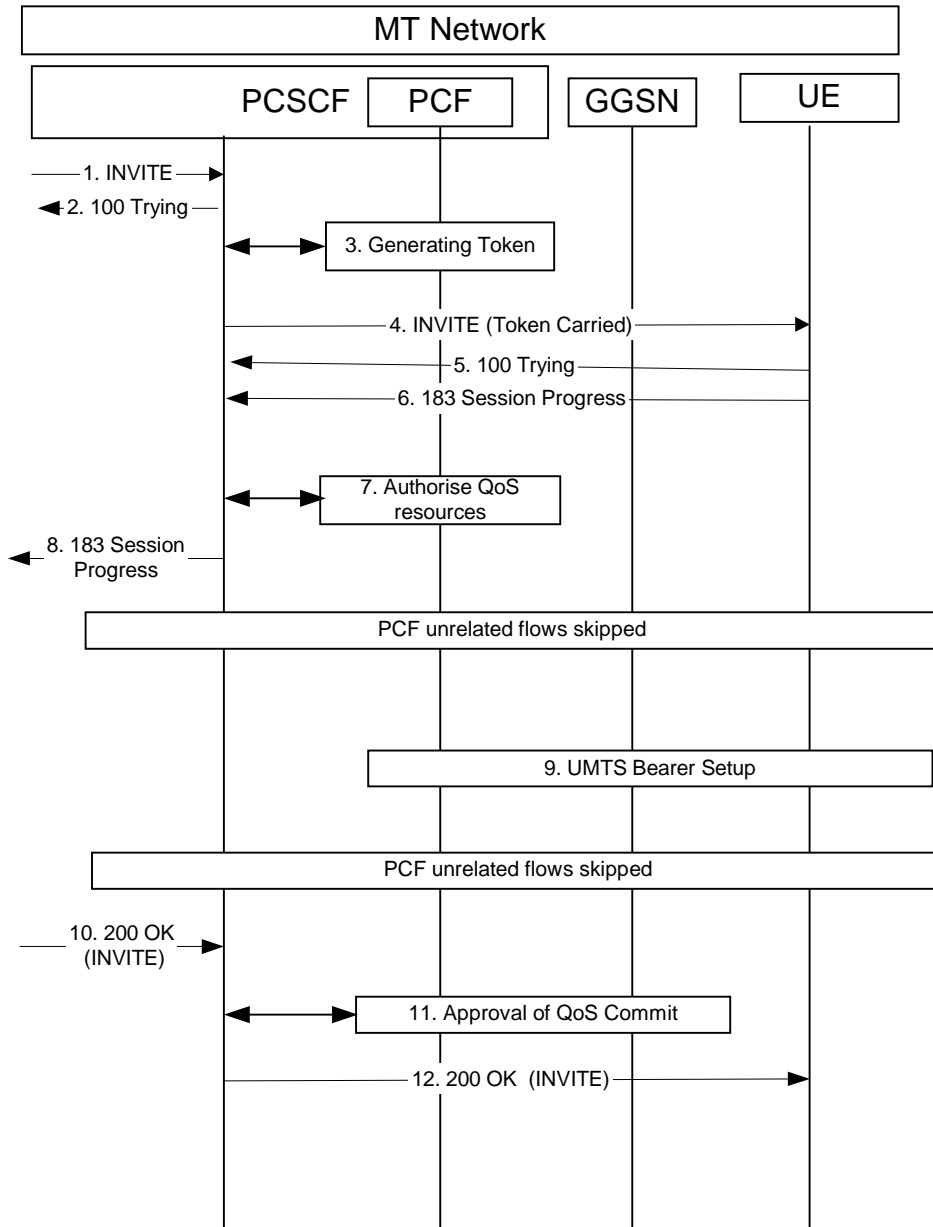 MT Network
PCSCF
PCF
GGSN
UE
1. INVITE
2. 100 Trying
3. Generating Token
4. INVITE (Token Carried)
5. 100 Trying
6. 183 Session Progress
7. Authorise QoS
resources
8. 183 Session
Progress
PCF unrelated flows skipped
9. UMTS Bearer Setup
PCF unrelated flows skipped
10. 200 OK
(INVITE)
11. Approval of QoS Commit
12. 200 OK (INVITE)